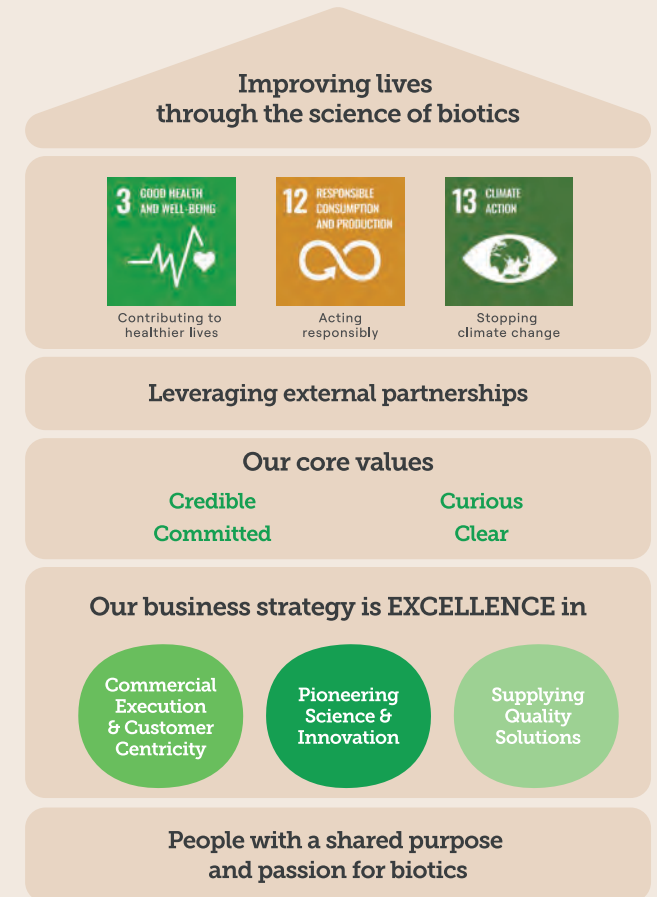 Improving lives
through the science of biotics
3 GOOD HEALTH
AND WELL-BEING
12 RESPONSIBLE
CONSUMPTION
AND PRODUCTION
13 CLIMATE
ACTION
Contributing to
healthier lives
Acting
responsibly
Stopping
climate change
Leveraging external partnerships
Our core values
Credible
Curious
Committed
Clear
Our business strategy is EXCELLENCE in
Commercial
Execution
& Customer
Centricity
Pioneering
Science &
Innovation
Supplying
Quality
Solutions
People with a shared purpose
and passion for biotics